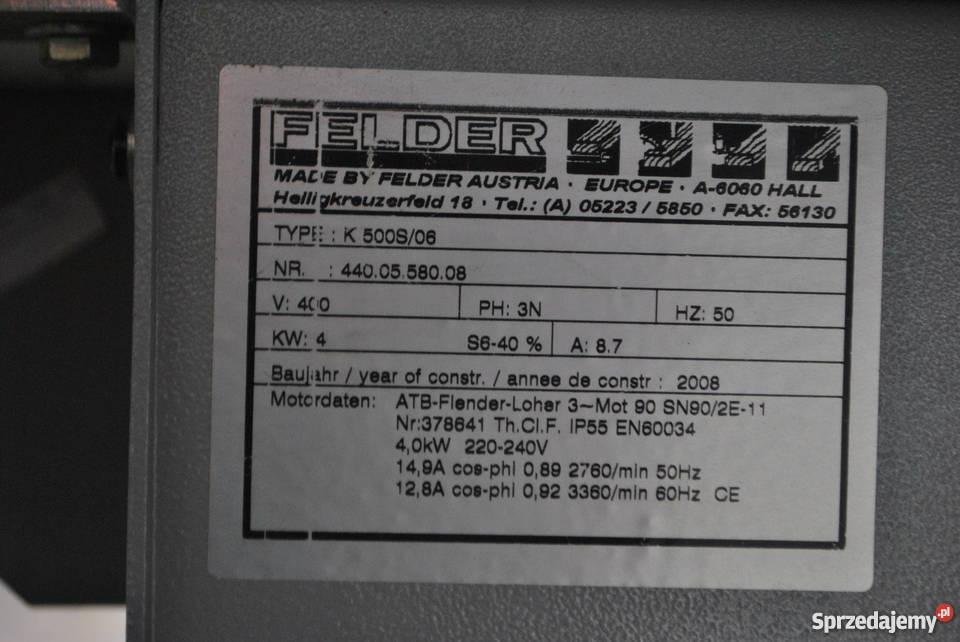 FELDER
MADE BY FELDER AUSTRIA · EUROPE · A-6060 HALL
Heiligkreuzerfeld 18 · Tel.: (A) 05223 / 5850 · FAX: 56130
TYPE : K 500S/06
NR. : 440.05.580.08
V: 400 PH: 3N HZ: 50
KW: 4 S6-40 % A: 8.7
Baujahr / year of constr. / annee de constr : 2008
Motordaten: ATB-Flender-Loher 3~Mot 90 SN90/2E-11
Nr:378641 Th.Cl.F. IP55 EN60034
4,0kW 220-240V
14,9A cos-phi 0,89 2760/min 50Hz
12,8A cos-phi 0,92 3360/min 60Hz CE
Sprzedajemy.pl